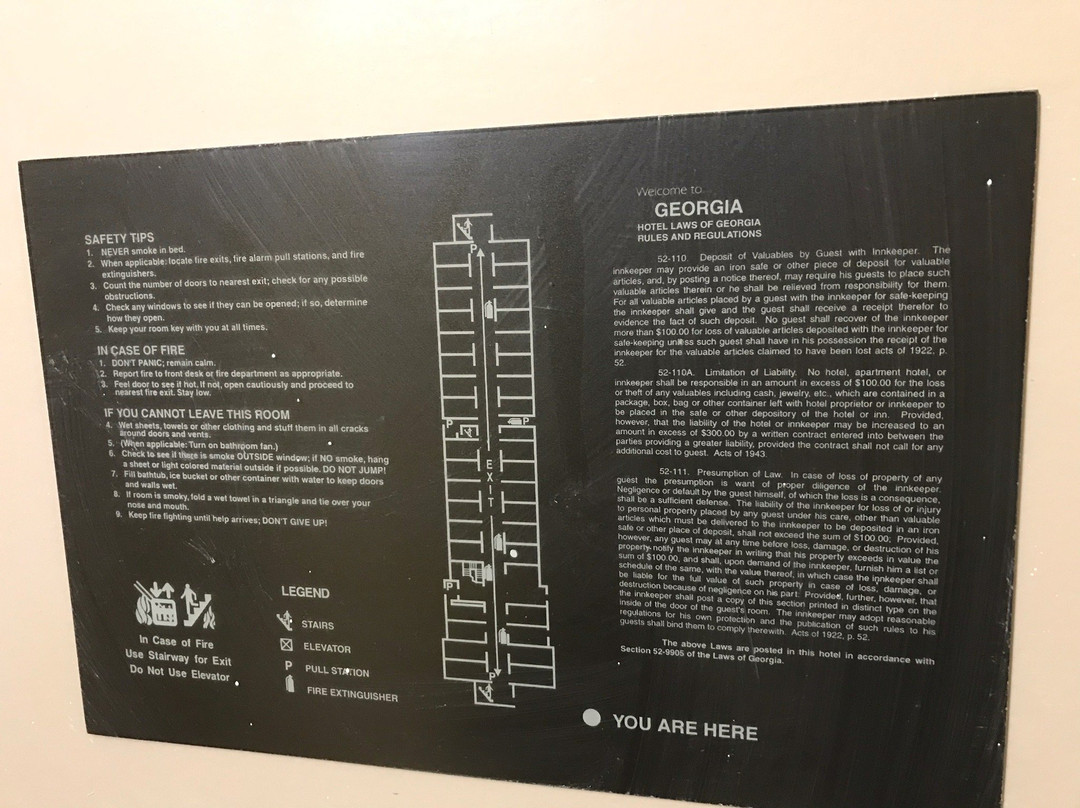 SAFETY TIPS
1. NEVER smoke in bed.
2. When applicable: locate fire exits, fire alarm pull stations, and fire
extinguishers.
3. Count the number of doors to nearest exit; check for any possible
obstructions.
4. Check any windows to see if they can be opened; if so, determine
how they open.
5. Keep your room key with you at all times.
IN CASE OF FIRE
1. DON'T PANIC; remain calm.
2. Report fire to front desk or fire department as appropriate.
3. Feel door to see if hot. If not, open cautiously and proceed to
nearest fire exit. Stay low.
IF YOU CANNOT LEAVE THIS ROOM
4. Wet sheets, towels or other clothing and stuff them in all cracks
around doors and vents.
5. (When applicable: Turn on bathroom fan.)
6. Check to see if there is smoke OUTSIDE window; if NO smoke, hang
a sheet or light colored material outside if possible. DO NOT JUMP!
7. Fill bathtub, ice bucket or other container with water to keep doors
and walls wet.
8. If room is smoky, fold a wet towel in a triangle and tie over your
nose and mouth.
9. Keep fire fighting until help arrives; DON'T GIVE UP!
In Case of Fire
Use Stairway for Exit
Do Not Use Elevator
LEGEND
STAIRS
ELEVATOR
P PULL STATION
FIRE EXTINGUISHER
P
P
P
EXIT
P
P
Welcome to
GEORGIA
HOTEL LAWS OF GEORGIA
RULES AND REGULATIONS
52-110 Deposit of Valuables by Guest with Innkeeper. The
innkeeper may provide an iron safe or other piece of deposit for valuable
articles, and, by posting a notice thereof, may require his guests to place such
valuable articles therein or he shall be relieved from responsibility for them.
For all valuable articles placed by a guest with the innkeeper for safe-keeping
the innkeeper shall give and the guest shall receive a receipt therefor to
evidence the fact of such deposit. No guest shall recover of the innkeeper
more than $100.00 for loss of valuable articles deposited with the innkeeper for
safe-keeping unless such guest shall have in his possession the receipt of the
innkeeper for the valuable articles claimed to have been lost acts of 1922, p.
52.
52-110A. Limitation of Liability. No hotel, apartment hotel, or
innkeeper shall be responsible in an amount in excess of $100.00 for the loss
or theft of any valuables including cash, jewelry, etc., which are contained in a
package, box, bag or other container left with hotel proprietor or innkeeper to
be placed in the safe or other depository of the hotel or inn. Provided,
however, that the liability of the hotel or innkeeper may be increased to an
amount in excess of $300.00 by a written contract entered into between the
parties providing a greater liability, provided the contract shall not call for any
additional cost to guest. Acts of 1943.
52-111. Presumption of Law. In case of loss of property of any
guest the presumption is want of proper diligence of the innkeeper.
Negligence or default by the guest himself, of which the loss is a consequence,
shall be a sufficient defense. The liability of the innkeeper for loss of or injury
to personal property placed by any guest under his care, other than valuable
articles which must be delivered to the innkeeper to be deposited in an iron
safe or other place of deposit, shall not exceed the sum of $100.00; Provided,
however, any guest may at any time before loss, damage, or destruction of his
property notify the innkeeper in writing that his property exceeds in value the
sum of $100.00, and shall, upon demand of the innkeeper, furnish him a list or
schedule of the same, with the value thereof, in which case the innkeeper shall
be liable for the full value of such property in case of loss, damage, or
destruction because of negligence on his part: Provided, further, however, that
the innkeeper shall post a copy of this section printed in distinct type on the
inside of the door of the guest's room. The innkeeper may adopt reasonable
regulations for his own protection and the publication of such rules to his
guests shall bind them to comply therewith. Acts of 1922, p. 52.
The above Laws are posted in this hotel in accordance with
Section 52-9905 of the Laws of Georgia.
YOU ARE HERE